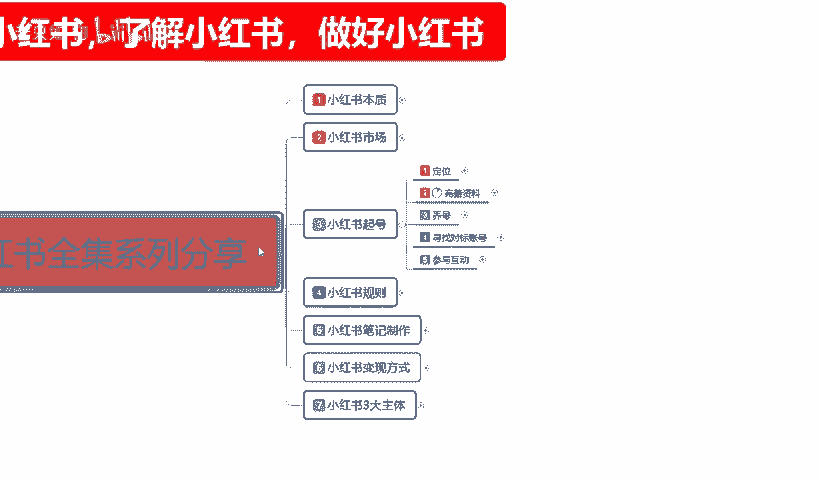 小红书，了解小红书，做好小红书
1 小红书本质
2 小红书市场
1 定位
2 完善资料
3 小红书起号
3 养号
4 寻找对标账号
红书全集系列分享
5 参与互动
4 小红书规则
5 小红书笔记制作
6 小红书变现方式
7 小红书3大主体